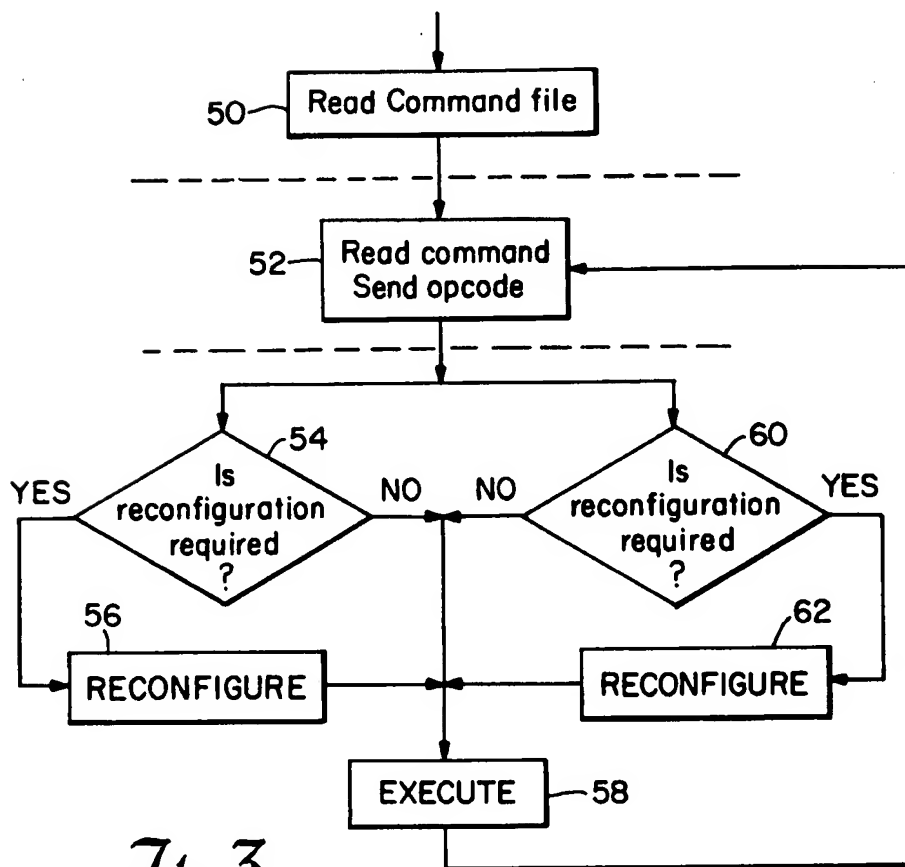 50
Read Command file
52
Read command
Send opcode
54
60
YES
Is
reconfiguration
required
?
NO
NO
Is
reconfiguration
required
?
YES
56
RECONFIGURE
62
RECONFIGURE
EXECUTE
58